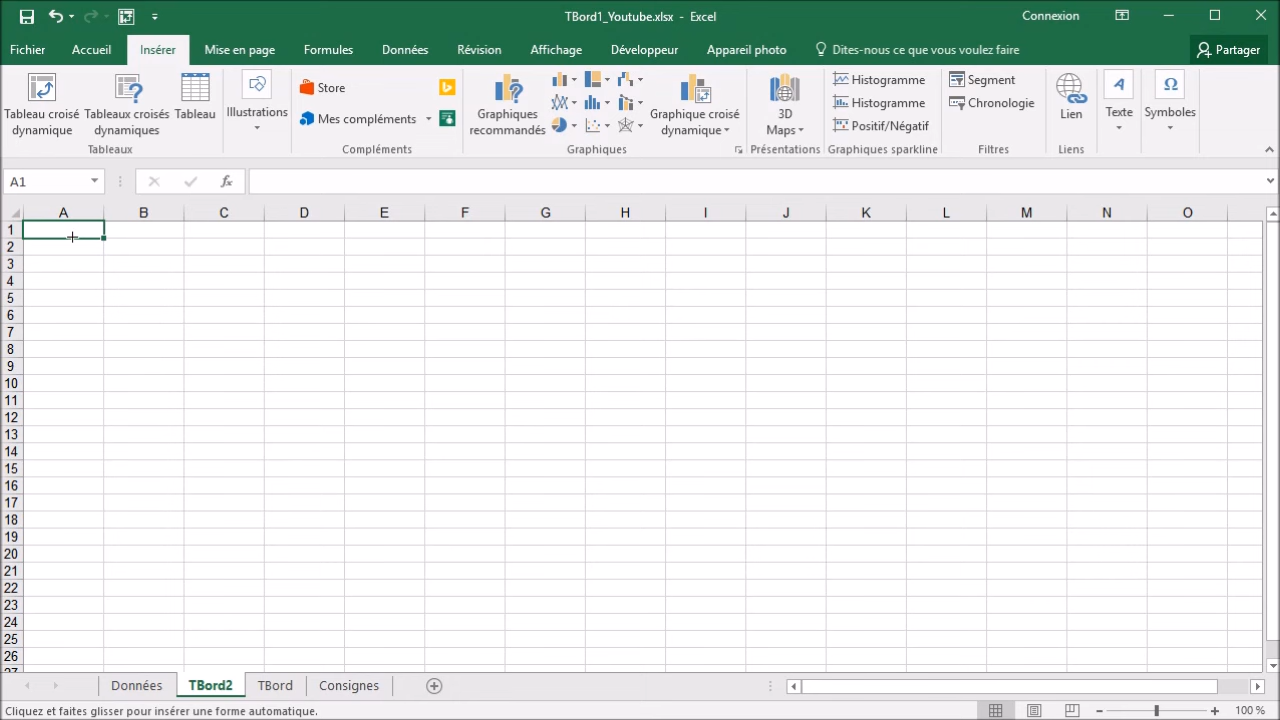 TBord1_Youtube.xlsx - Excel
Connexion
Fichier Accueil Insérer Mise en page Formules Données Révision Affichage Développeur Appareil photo Dites-nous ce que vous voulez faire Partager
Tableau croisé dynamique
Tableaux croisés dynamiques
Tableau
Tableaux
Illustrations
Store
Mes compléments
Compléments
Graphiques recommandés
Graphique croisé dynamique
Graphiques
3D Maps
Présentations
Histogramme
Histogramme
Positif/Négatif
Graphiques sparkline
Segment
Chronologie
Filtres
Lien
Liens
Texte
Symboles
A1
fx
A B C D E F G H I J K L M N O
1
2
3
4
5
6
7
8
9
10
11
12
13
14
15
16
17
18
19
20
21
22
23
24
25
26
27
Données TBord2 TBord Consignes
Cliquez et faites glisser pour insérer une forme automatique.
100 %